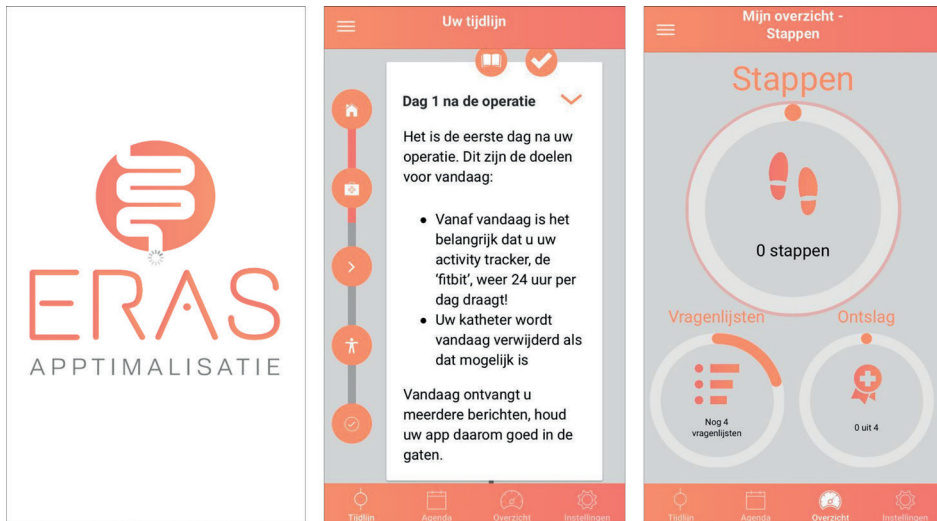 ERAS
APPTIMALISATIE
Uw tijdlijn
Dag 1 na de operatie
Het is de eerste dag na uw
operatie. Dit zijn de doelen
voor vandaag:
• Vanaf vandaag is het
belangrijk dat u uw
activity tracker, de
‘fitbit’, weer 24 uur per
dag draagt!
• Uw katheter wordt
vandaag verwijderd als
dat mogelijk is
Vandaag ontvangt u
meerdere berichten, houd
uw app daarom goed in de
gaten.
Tijdlijn
Agenda
Overzicht
Instellingen
Mijn overzicht -
Stappen
Stappen
0 stappen
Vragenlijsten
Ontslag
Nog 4
vragenlijsten
0 uit 4
Tijdlijn
Agenda
Overzicht
Instellingen